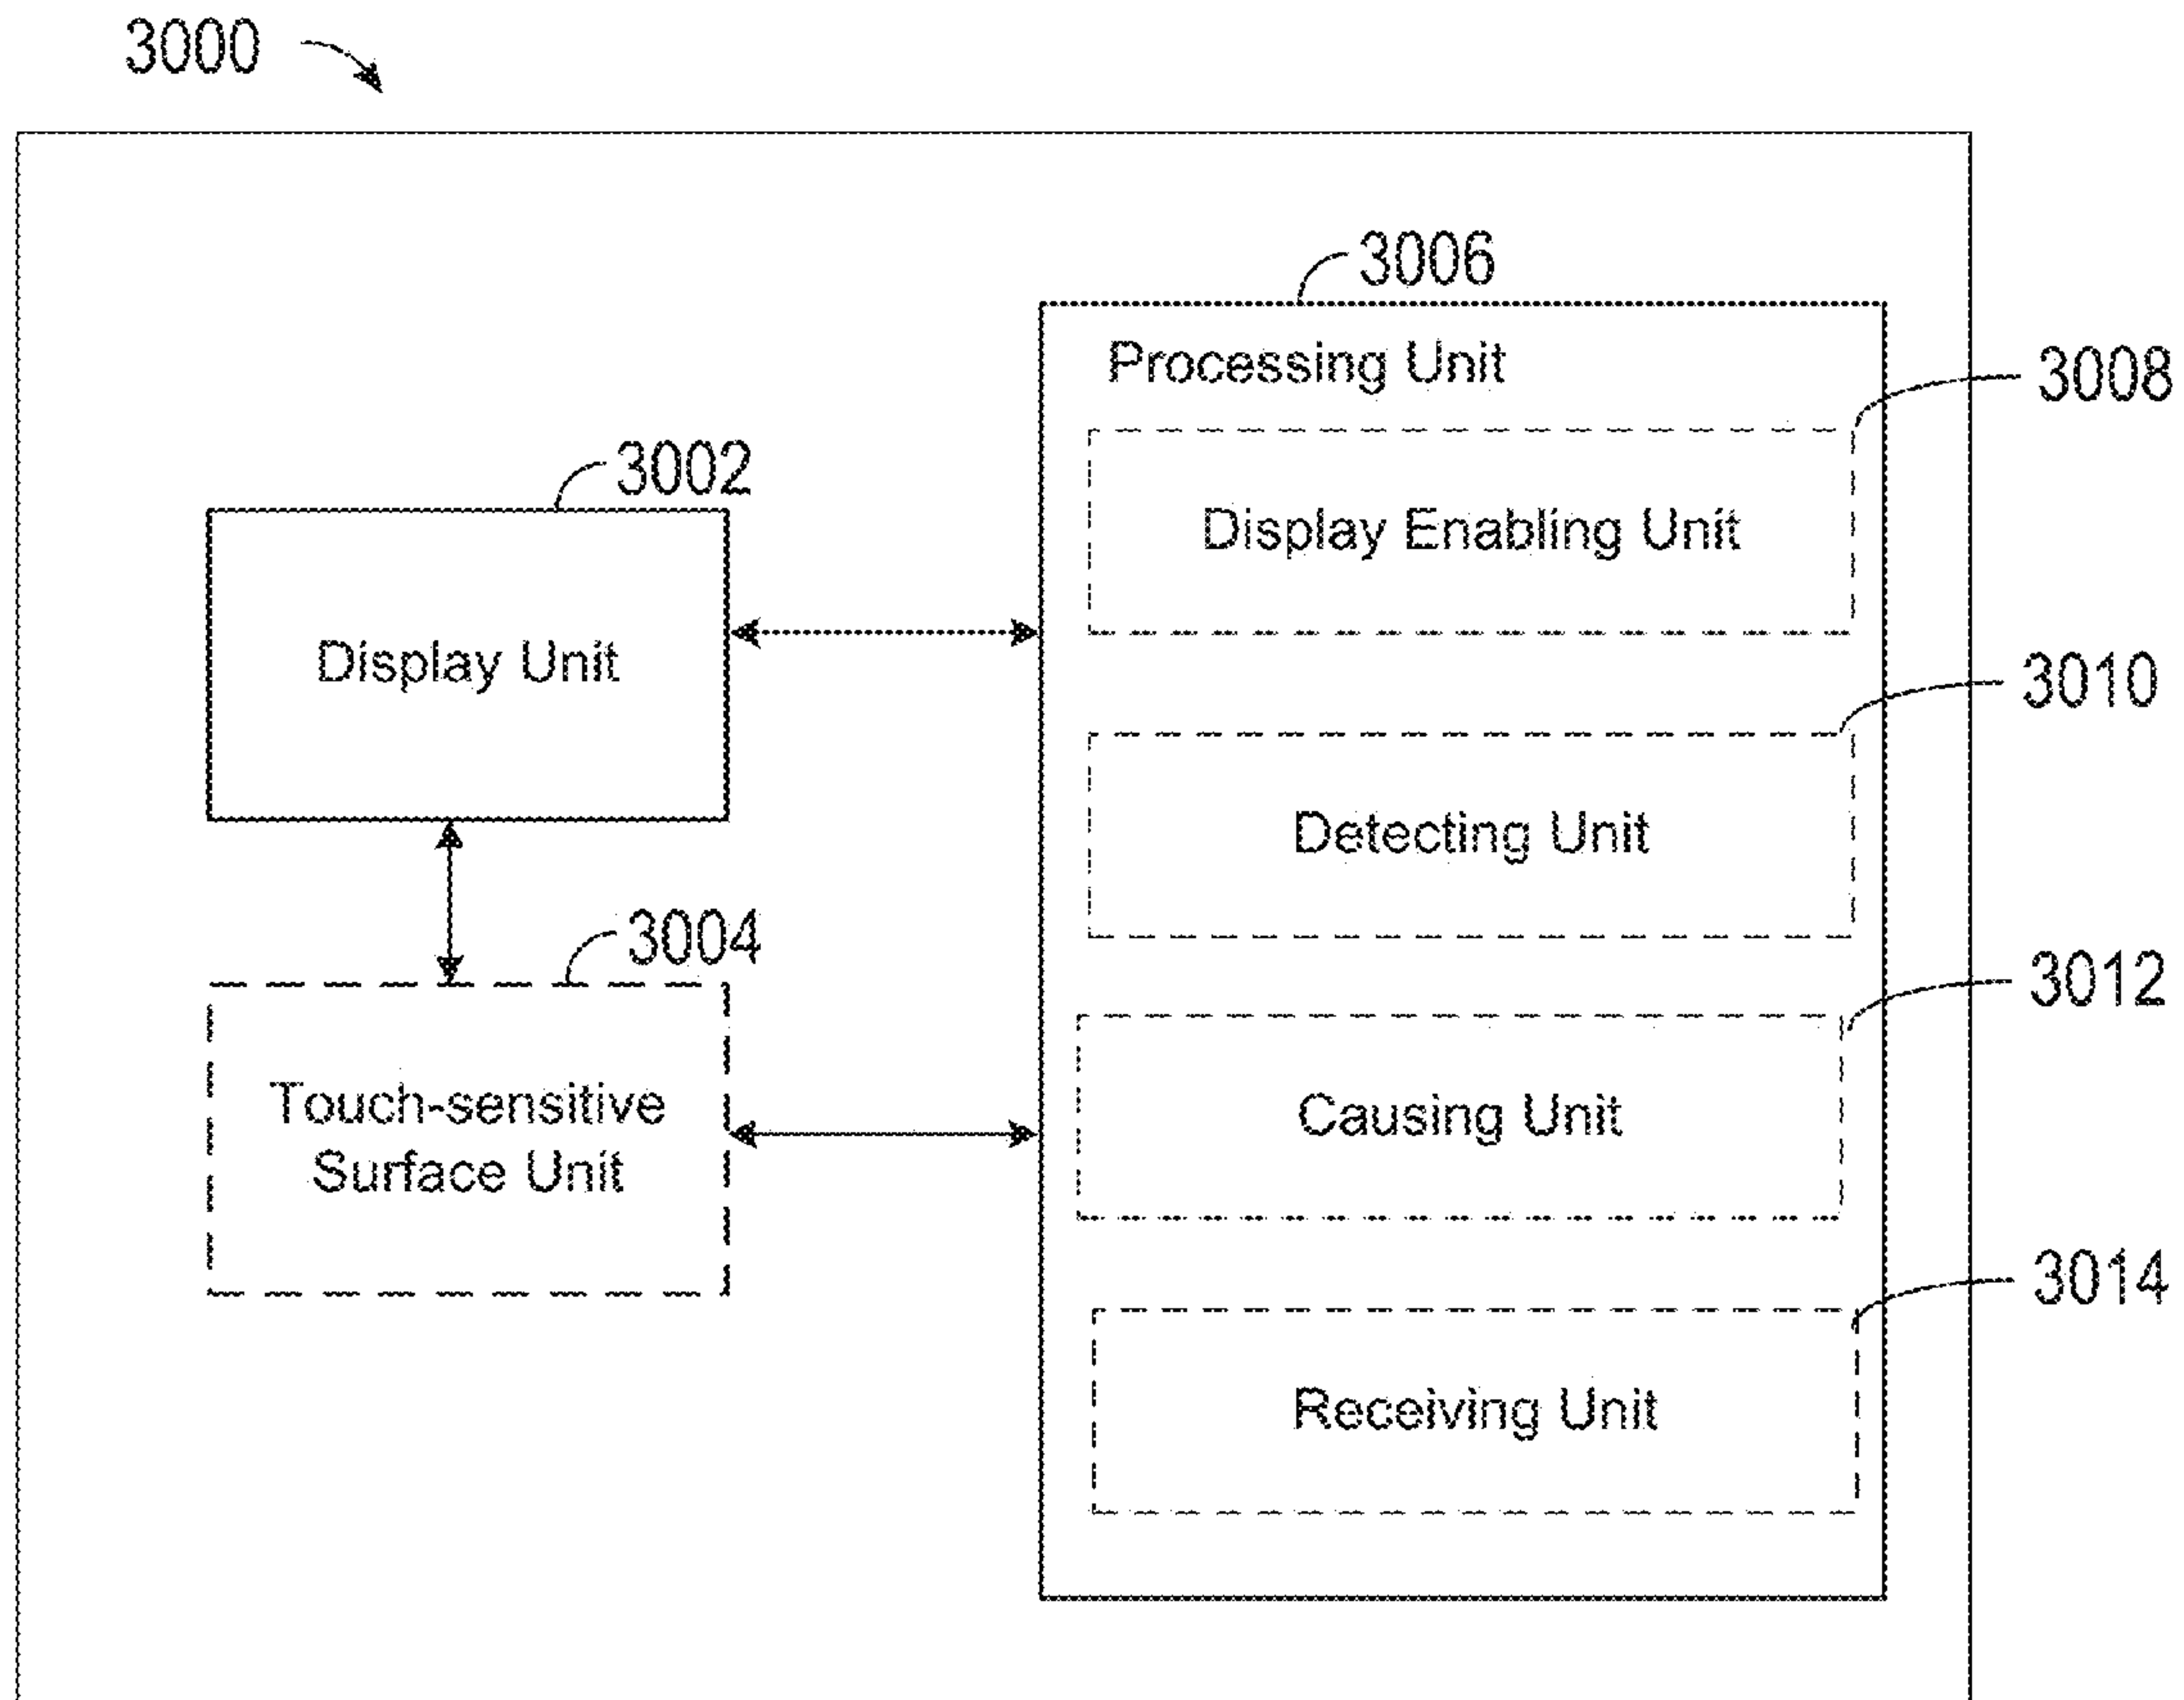 3000
3006
Processing Unit
3008
Display Enabling Unit
3002
Display Unit
3010
Detecting Unit
3004
Touch-sensitive
Surface Unit
3012
Causing Unit
3014
Receiving Unit